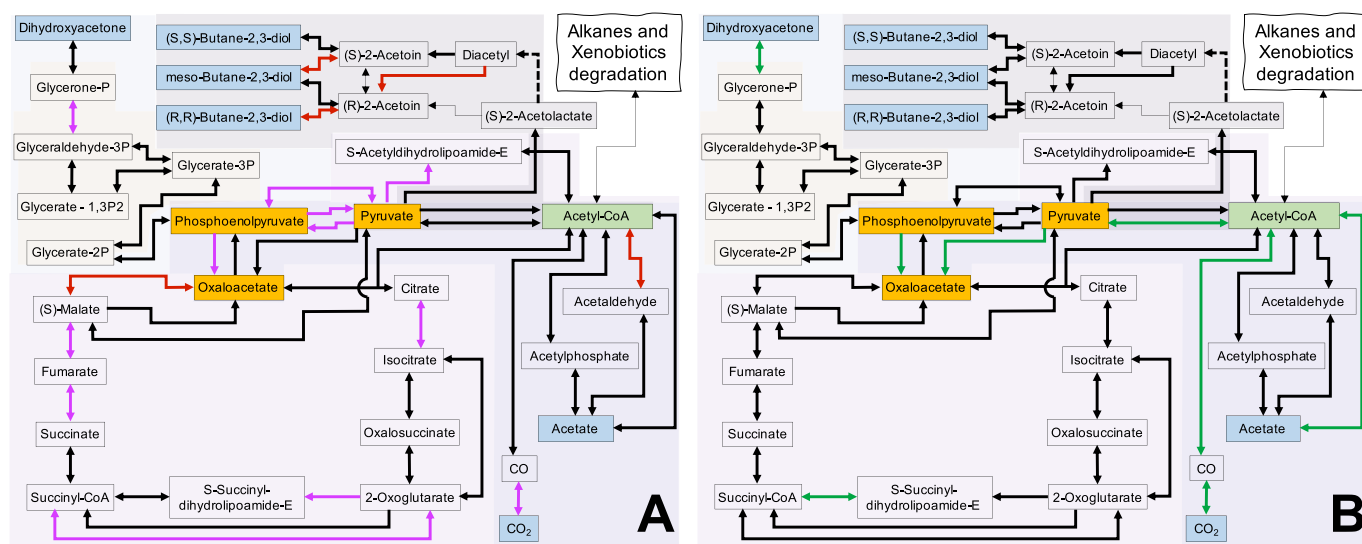 Dihydroxyacetone
(S,S)-Butane-2,3-diol
(S)-2-Acetoin
Diacetyl
Alkanes and
Xenobiotics
degradation
meso-Butane-2,3-diol
Glycerone-P
(R)-2-Acetoin
(R,R)-Butane-2,3-diol
(S)-2-Acetolactate
Glyceraldehyde-3P
S-Acetyldihydrolipoamide-E
Glycerate-3P
Glycerate - 1,3P2
Phosphoenolpyruvate
Pyruvate
Acetyl-CoA
Glycerate-2P
Oxaloacetate
Citrate
(S)-Malate
Acetaldehyde
Isocitrate
Acetylphosphate
Fumarate
Succinate
Oxalosuccinate
Acetate
CO
Succinyl-CoA
S-Succinyl-
dihydrolipoamide-E
2-Oxoglutarate
CO2
A
Dihydroxyacetone
(S,S)-Butane-2,3-diol
(S)-2-Acetoin
Diacetyl
Alkanes and
Xenobiotics
degradation
meso-Butane-2,3-diol
Glycerone-P
(R)-2-Acetoin
(R,R)-Butane-2,3-diol
(S)-2-Acetolactate
Glyceraldehyde-3P
S-Acetyldihydrolipoamide-E
Glycerate-3P
Glycerate - 1,3P2
Phosphoenolpyruvate
Pyruvate
Acetyl-CoA
Glycerate-2P
Oxaloacetate
Citrate
(S)-Malate
Acetaldehyde
Isocitrate
Acetylphosphate
Fumarate
Succinate
Oxalosuccinate
Acetate
CO
Succinyl-CoA
S-Succinyl-
dihydrolipoamide-E
2-Oxoglutarate
CO2
B